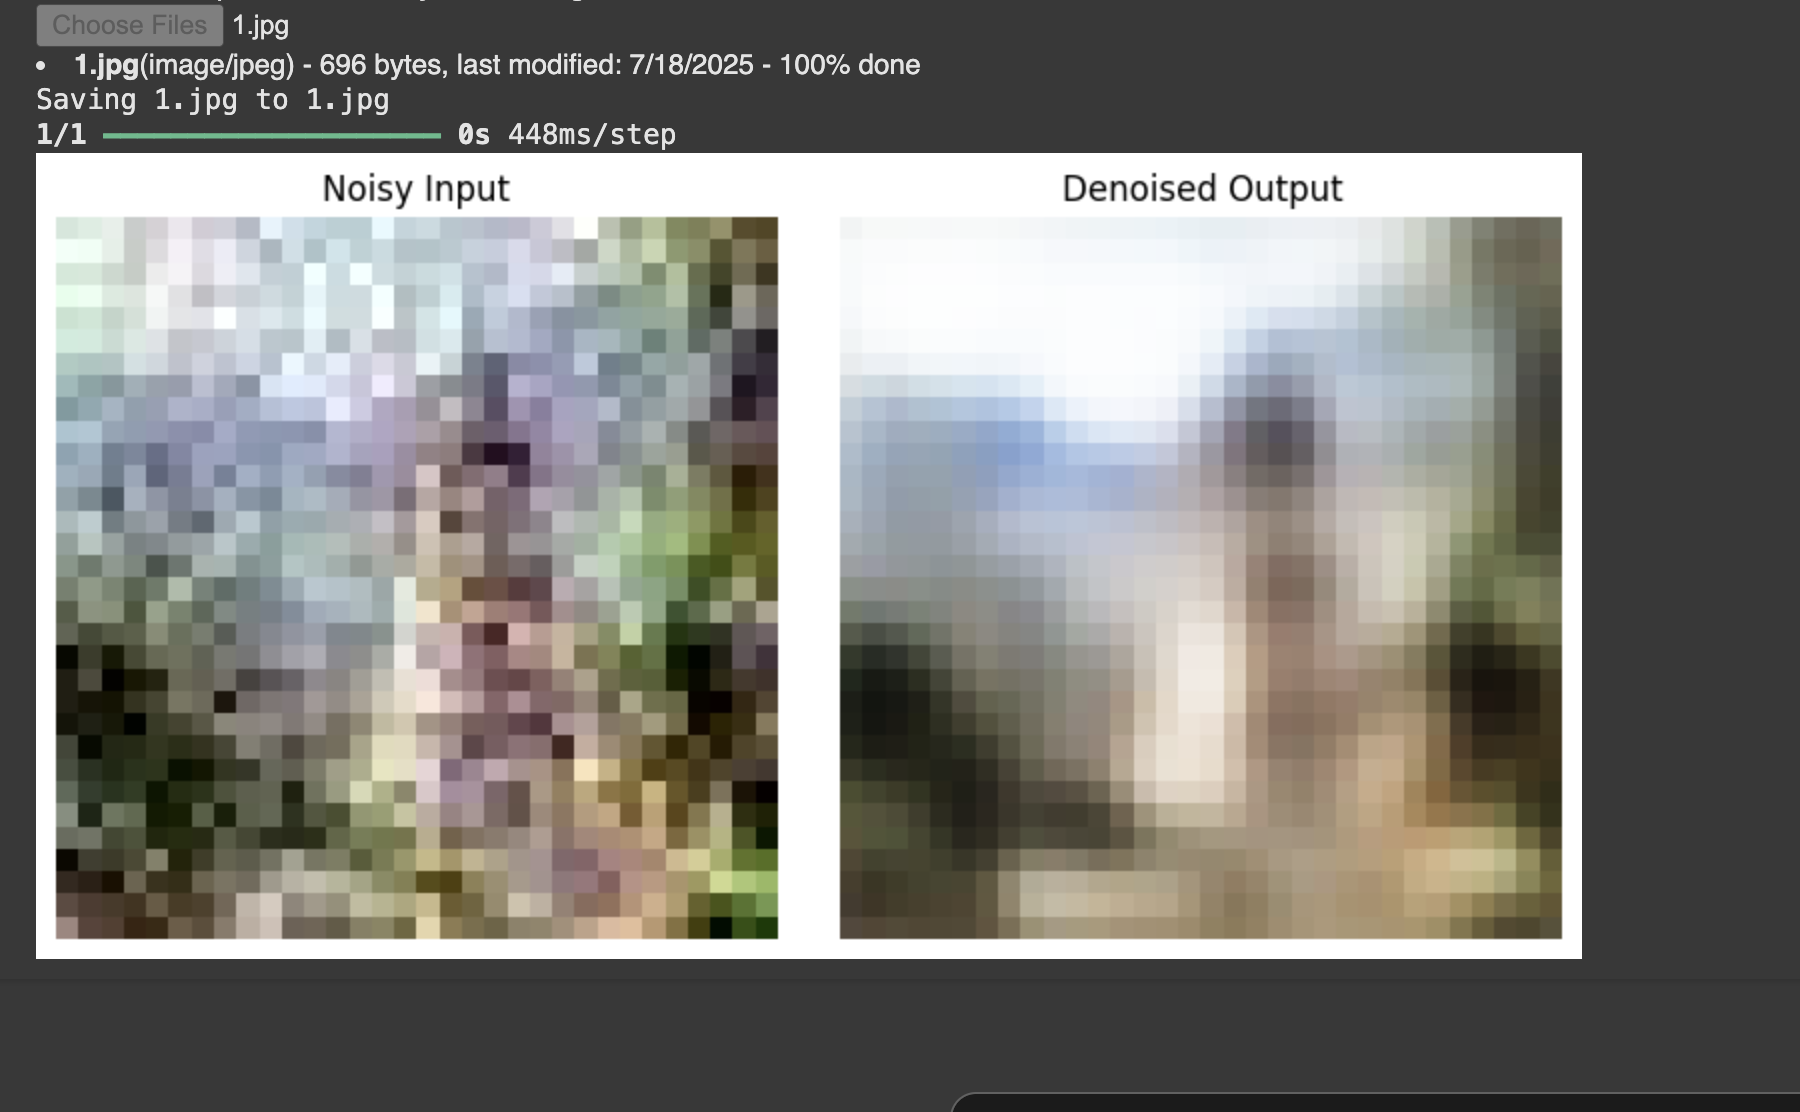 Choose Files 1.jpg
• 1.jpg(image/jpeg) - 696 bytes, last modified: 7/18/2025 - 100% done
Saving 1.jpg to 1.jpg
1/1 0s 448ms/step
Noisy Input
Denoised Output